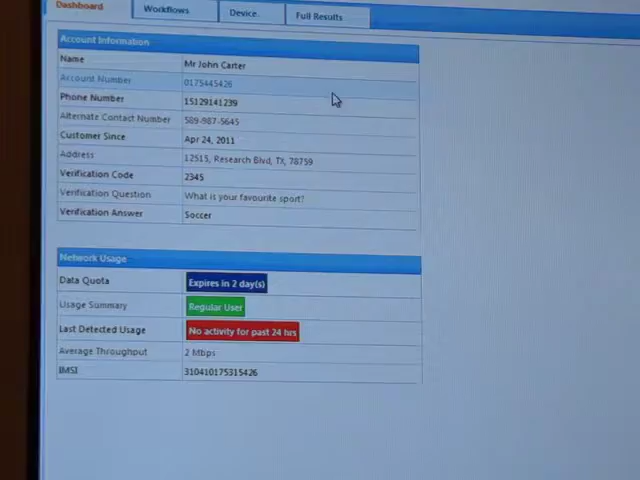 Dashboard Workflows Device Full Results
Account Information
Name Mr John Carter
Account Number 0175445426
Phone Number 15129141239
Alternate Contact Number 589-987-5645
Customer Since Apr 24, 2011
Address 12515, Research Blvd, TX, 78759
Verification Code 2345
Verification Question What is your favourite sport?
Verification Answer Soccer
Network Usage
Data Quota Expires in 2 day(s)
Usage Summary Regular User
Last Detected Usage No activity for past 24 hrs
Average Throughput 2 Mbps
IMSI 310410175315426